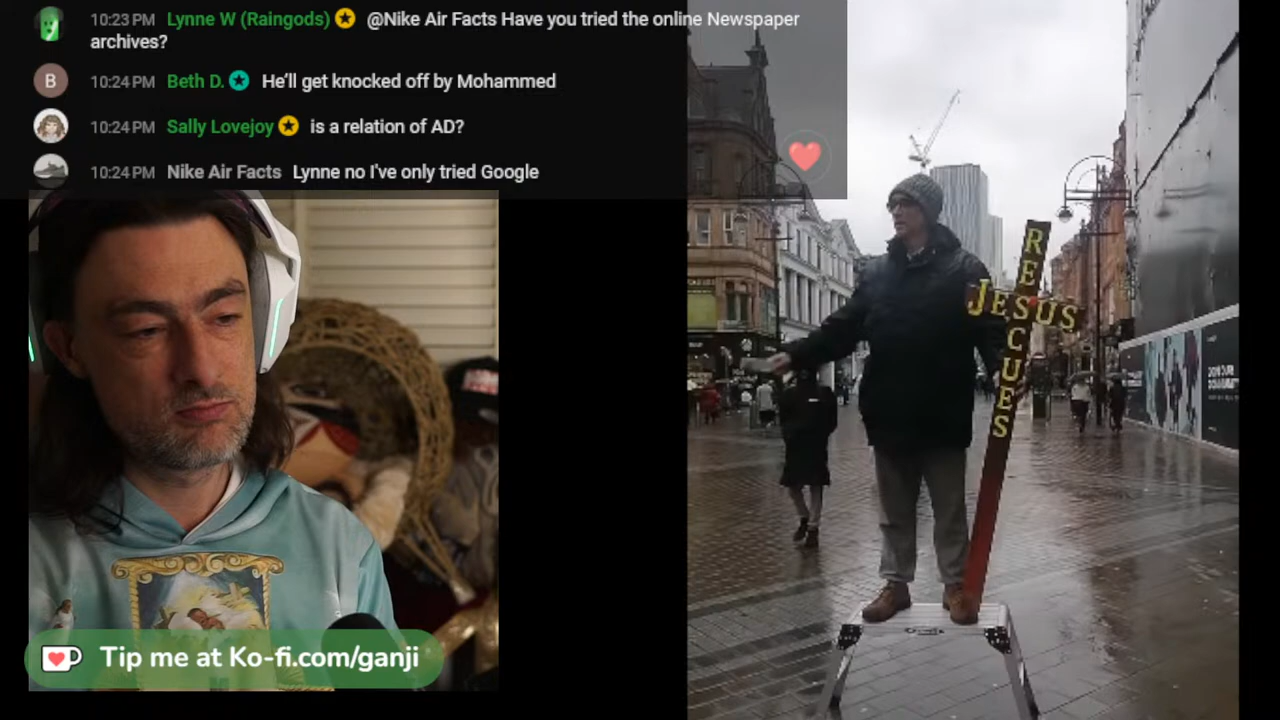 10:23 PM Lynne W (Raingods) @Nike Air Facts Have you tried the online Newspaper
archives?
B 10:24 PM Beth D. He'll get knocked off by Mohammed
10:24 PM Sally Lovejoy is a relation of AD?
10:24 PM Nike Air Facts Lynne no I've only tried Google
RESCUES
JESUS
Tip me at Ko-fi.com/ganji